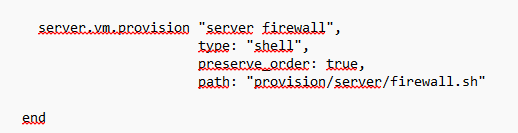 server.vm.provision "server firewall",
type: "shell",
preserve_order: true,
path: "provision/server/firewall.sh"
end